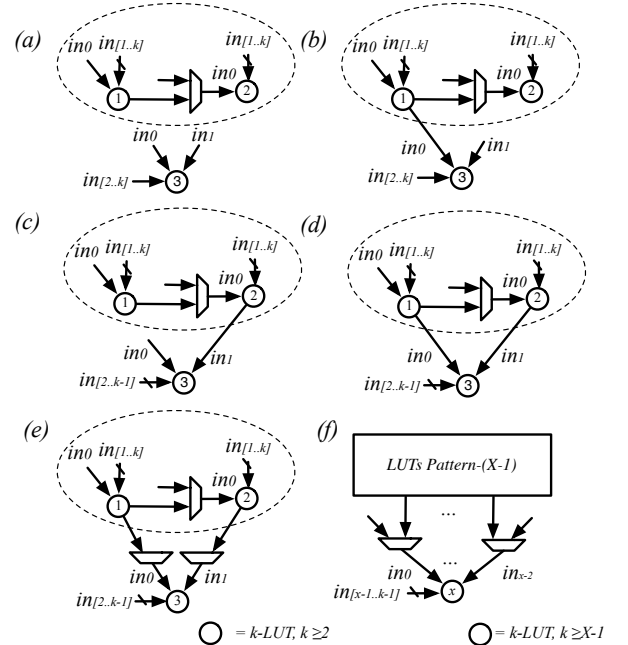 (a)
in0 in[1..k] in[1..k]
in0
1 2
in0 in1
in[2..k] 3
(b)
in0 in[1..k] in[1..k]
in0
1 2
in0 in1
in[2..k] 3
(c)
in0 in[1..k] in[1..k]
in0
1 2
in0 in1
in[2..k-1] 3
(d)
in0 in[1..k] in[1..k]
in0
1 2
in0 in1
in[2..k-1] 3
(e)
in0 in[1..k] in[1..k]
in0
1 2
in0 in1
in[2..k-1] 3
= k-LUT, k ≥2
(f)
LUTs Pattern-(X-1)
...
...
in0 inx-2
in[x-1..k-1] x
= k-LUT, k ≥X-1